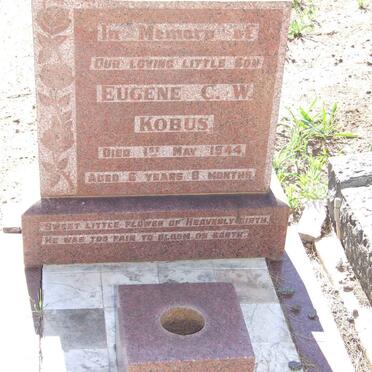 In Memory of
OUR LOVING LITTLE SON
EUGENE C. W.
KOBUS
DIED 1ST MAY 1944
AGED 6 YEARS 8 MONTHS.
SWEET LITTLE FLOWER OF HEAVENLY BIRTH.
HE WAS TOO FAIR TO BLOOM ON EARTH.